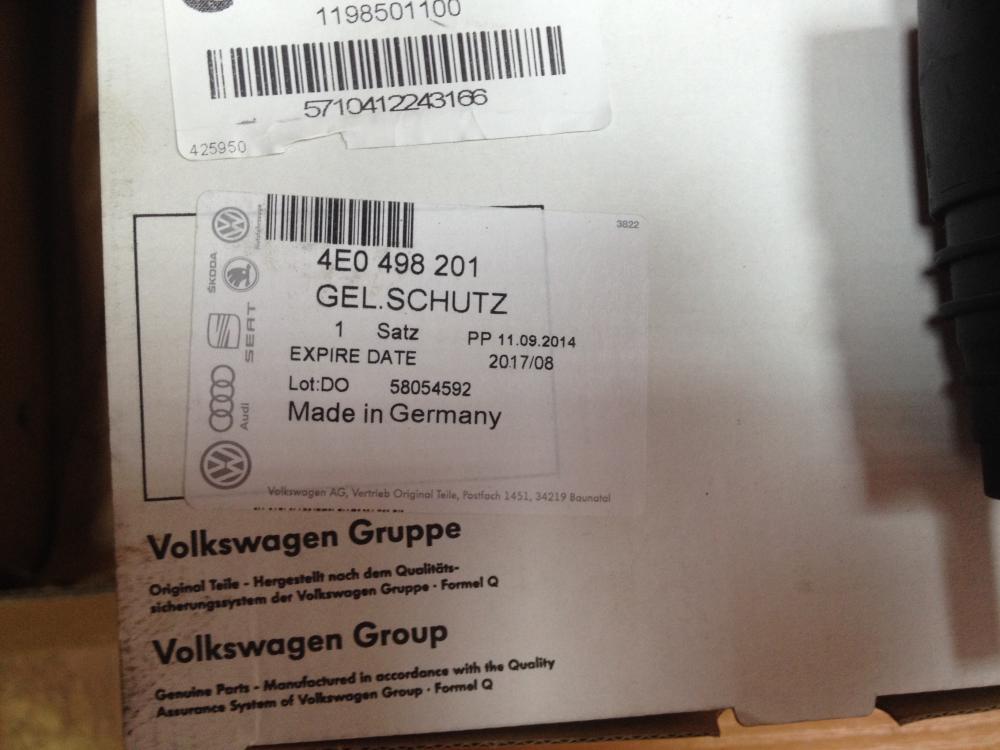 1198501100
5710412243166
L
425950
3822
4E0 498 201
GEL.SCHUTZ
1 Satz PP 11.09.2014
EXPIRE DATE 2017/08
Lot:DO 58054592
Made in Germany
ŠKODA
SEAT
Audi
Volkswagen AG, Vertrieb Original Teile, Postfach 1451, 34219 Baunatal
Volkswagen Gruppe
Original Teile - Hergestellt nach dem Qualitäts-
sicherungssystem der Volkswagen Gruppe · Formel Q
Volkswagen Group
Genuine Parts - Manufactured in accordance with the Quality
Assurance System of Volkswagen Group · Formel Q